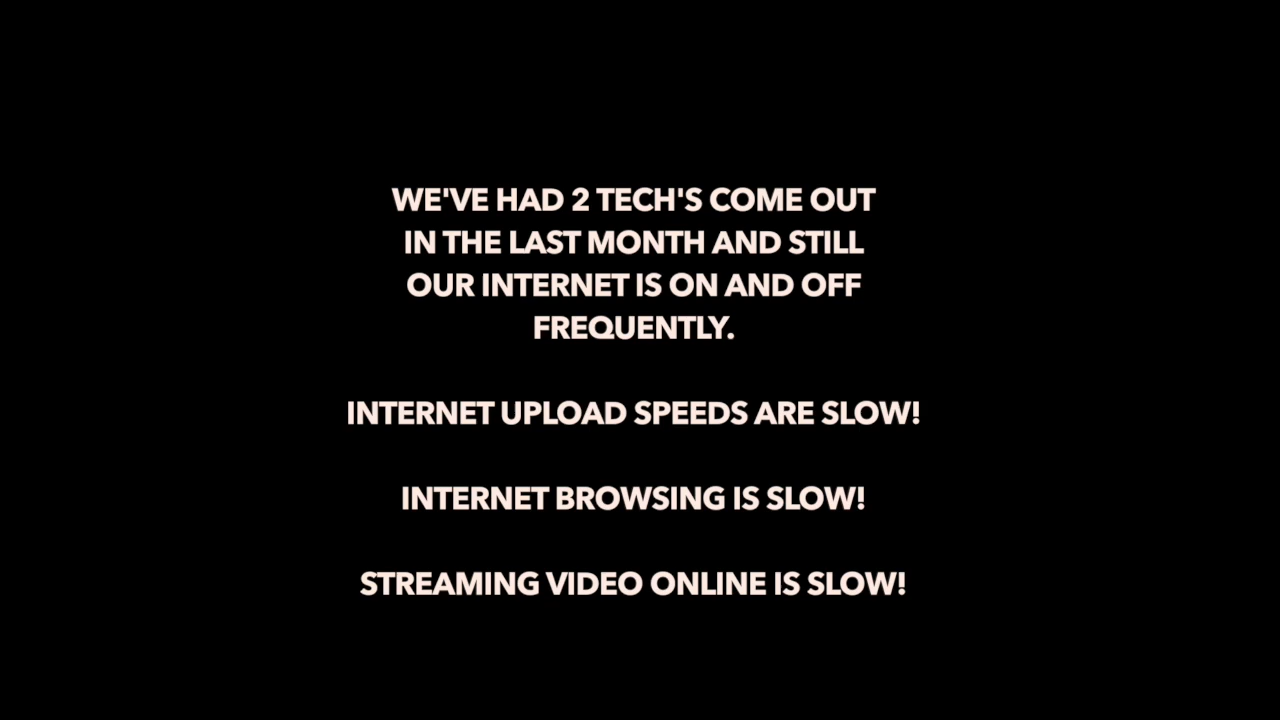 WE'VE HAD 2 TECH'S COME OUT
IN THE LAST MONTH AND STILL
OUR INTERNET IS ON AND OFF
FREQUENTLY.
INTERNET UPLOAD SPEEDS ARE SLOW!
INTERNET BROWSING IS SLOW!
STREAMING VIDEO ONLINE IS SLOW!